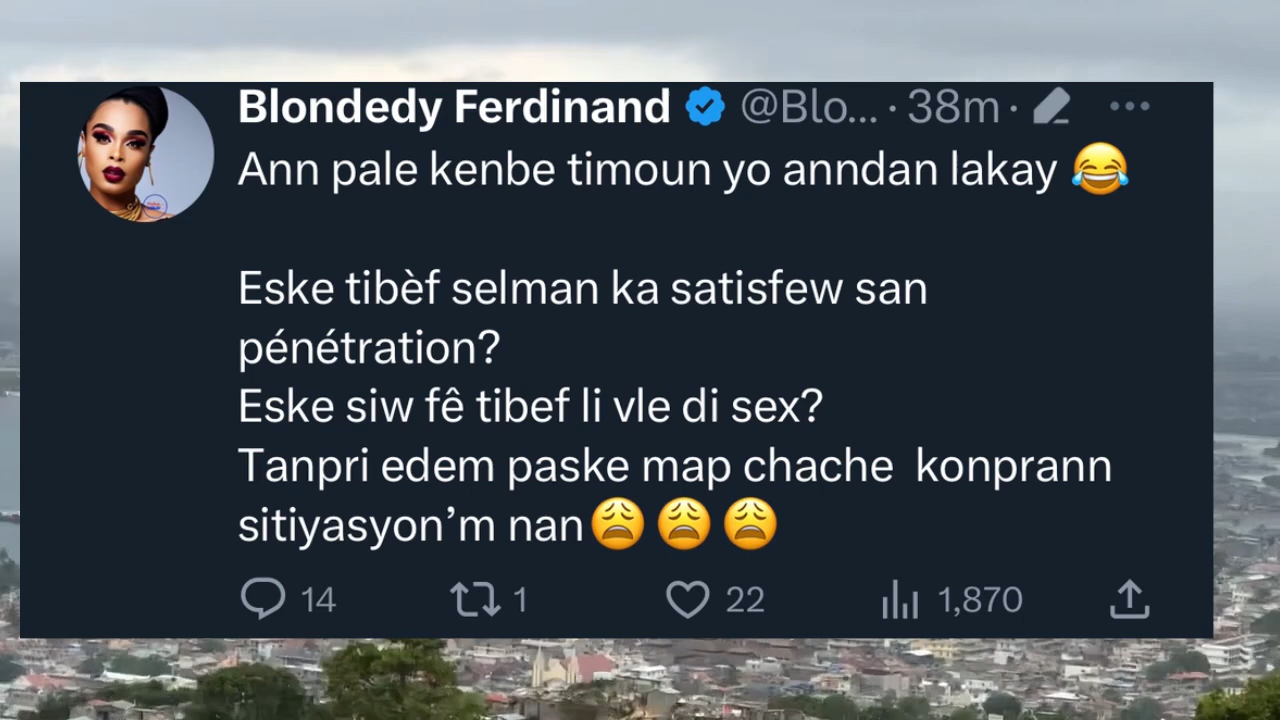 Blondedy Ferdinand @Blo... · 38m ·
Ann pale kenbe timoun yo anndan lakay 😂
Eske tibèf selman ka satisfew san
pénétration?
Eske siw fê tibef li vle di sex?
Tanpri edem paske map chache  konprann
sitiyasyon’m nan😩😩😩
14 1 22 1,870